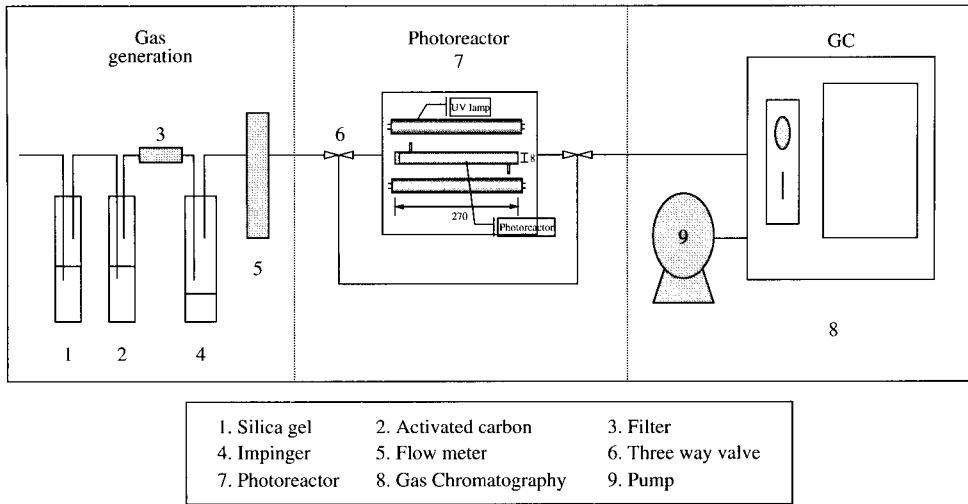 Gas
generation
Photoreactor
7
GC
UV lamp
3
6
8
270
Photoreactor
9
5
1
2
4
8
1. Silica gel 2. Activated carbon 3. Filter
4. Impinger 5. Flow meter 6. Three way valve
7. Photoreactor 8. Gas Chromatography 9. Pump